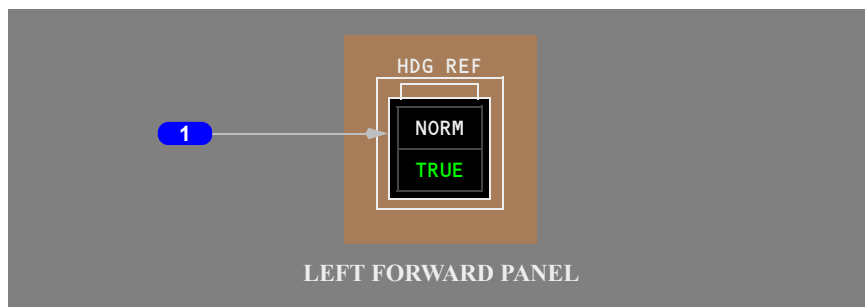 HDG REF
1
NORM
TRUE
LEFT FORWARD PANEL